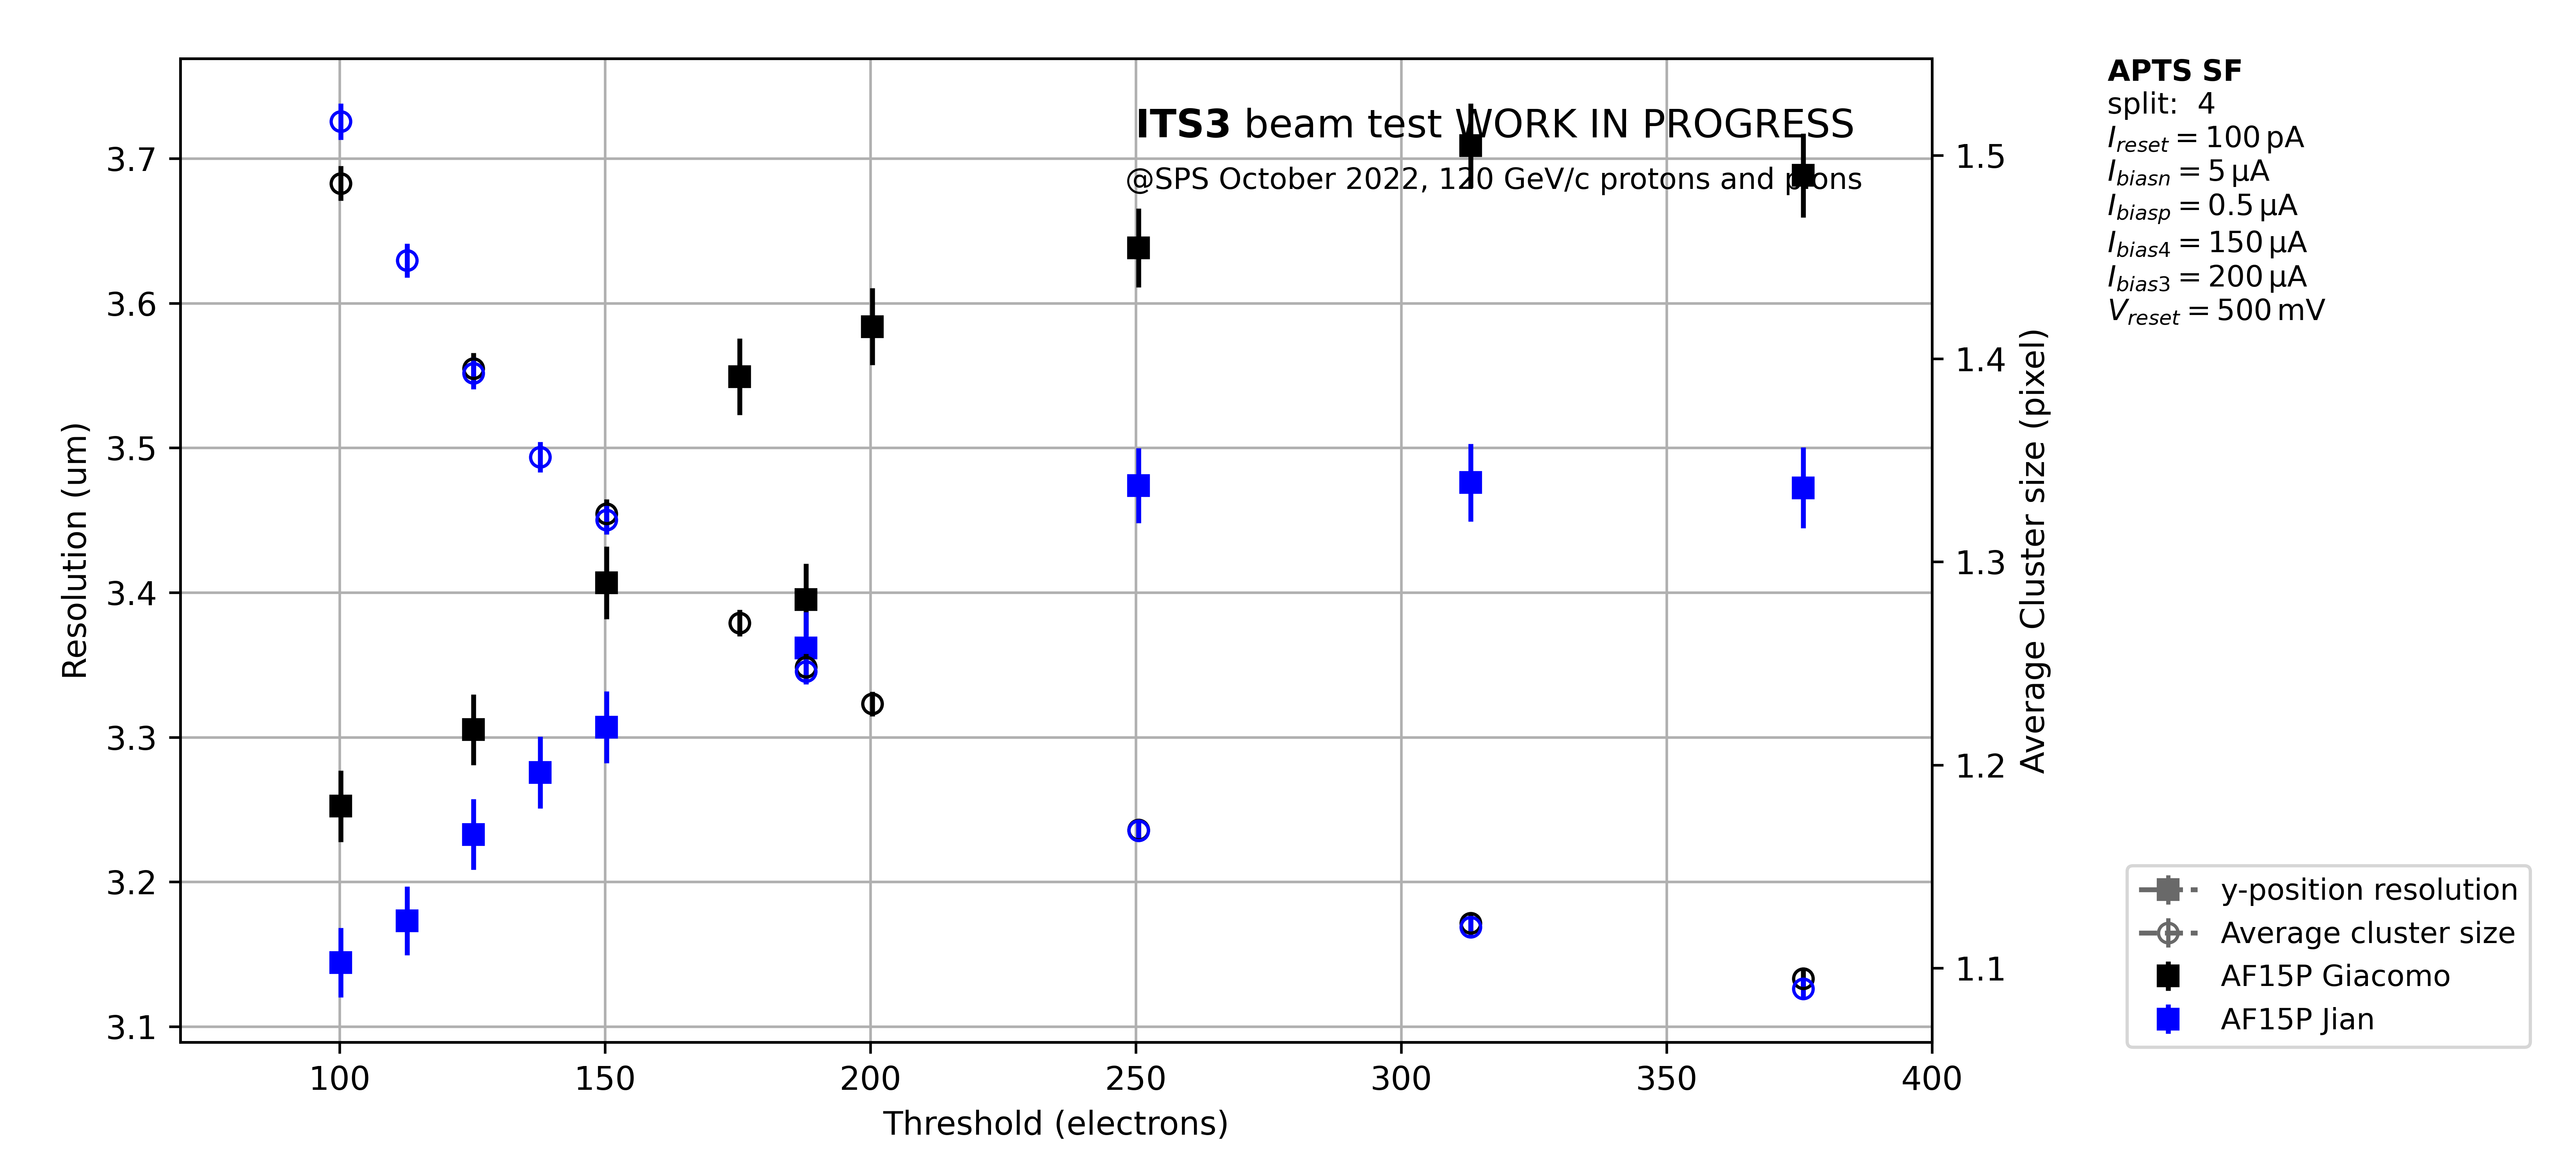 ITS3 beam test WORK IN PROGRESS
@SPS October 2022, 120 GeV/c protons and pions
APTS SF
split: 4
I_reset = 100 pA
I_biasn = 5 µA
I_biasp = 0.5 µA
I_bias4 = 150 µA
I_bias3 = 200 µA
V_reset = 500 mV
Resolution (um)
3.7
3.6
3.5
3.4
3.3
3.2
3.1
Average Cluster size (pixel)
1.5
1.4
1.3
1.2
1.1
100 150 200 250 300 350 400
Threshold (electrons)
y-position resolution
Average cluster size
AF15P Giacomo
AF15P Jian